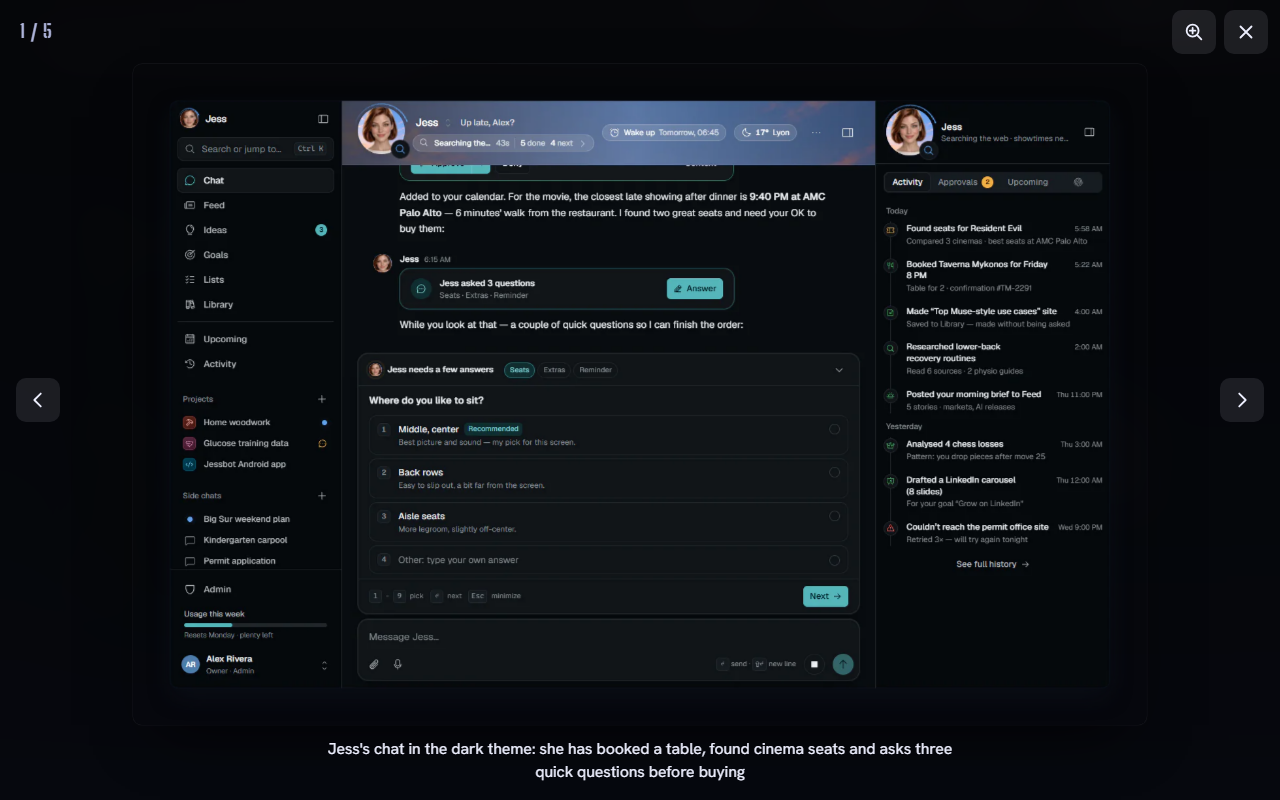 1 / 5
Jess
Search or jump to...
Ctrl K
Chat
Feed
Ideas
3
Goals
Lists
Library
Upcoming
Activity
Projects
Home woodwork
Glucose training data
Jessbot Android app
Side chats
Big Sur weekend plan
Kindergarten carpool
Permit application
Admin
Usage this week
Resets Monday · plenty left
AR
Alex Rivera
Owner · Admin
Jess
Up late, Alex?
Searching the...
43s
5 done
4 next
Wake up Tomorrow, 06:45
17° Lyon
Added to your calendar. For the movie, the closest late showing after dinner is 9:40 PM at AMC
Palo Alto — 6 minutes' walk from the restaurant. I found two great seats and need your OK to
buy them:
Jess 6:15 AM
Jess asked 3 questions
Seats · Extras · Reminder
Answer
While you look at that — a couple of quick questions so I can finish the order:
Jess needs a few answers
Seats
Extras
Reminder
Where do you like to sit?
1
Middle, center
Recommended
Best picture and sound — my pick for this screen.
2
Back rows
Easy to slip out, a bit far from the screen.
3
Aisle seats
More legroom, slightly off-center.
4
Other: type your own answer
1 - 9 pick
next
Esc minimize
Next →
Message Jess...
send ·
new line
Jess
Searching the web · showtimes ne...
Activity
Approvals 2
Upcoming
Today
Found seats for Resident Evil
5:58 AM
Compared 3 cinemas · best seats at AMC Palo Alto
Booked Taverna Mykonos for Friday
8 PM
5:22 AM
Table for 2 · confirmation #TM-2291
Made "Top Muse-style use cases" site
4:00 AM
Saved to Library — made without being asked
Researched lower-back
recovery routines
2:00 AM
Read 6 sources · 2 physio guides
Posted your morning brief to Feed
Thu 11:00 PM
5 stories · markets, AI releases
Yesterday
Analysed 4 chess losses
Thu 3:00 AM
Pattern: you drop pieces after move 25
Drafted a LinkedIn carousel
(8 slides)
Thu 12:00 AM
For your goal "Grow on LinkedIn"
Couldn't reach the permit office site
Wed 9:00 PM
Retried 3× — will try again tonight
See full history →
Jess's chat in the dark theme: she has booked a table, found cinema seats and asks three
quick questions before buying